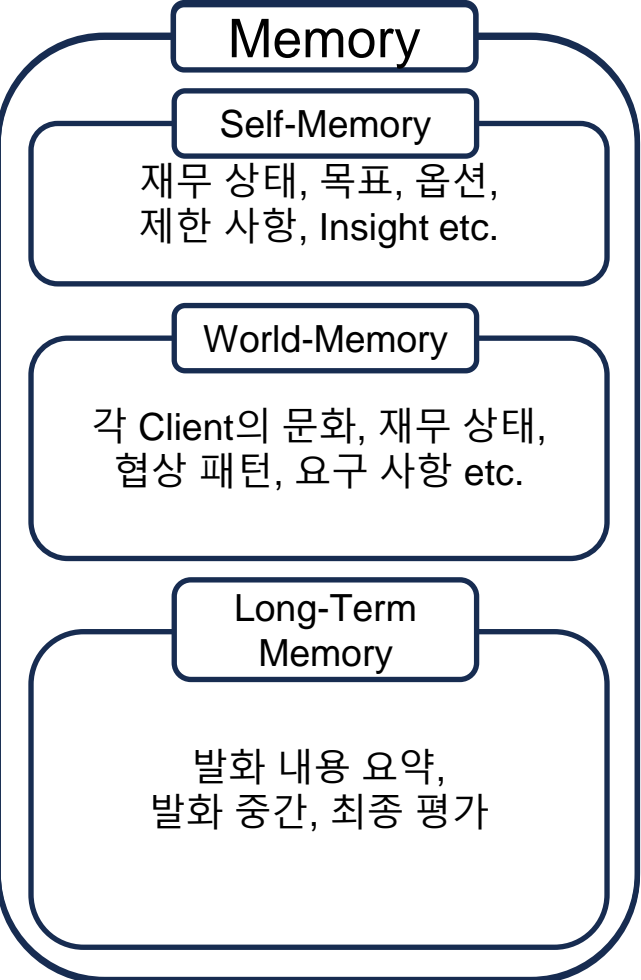 Memory
Self-Memory
재무 상태, 목표, 옵션,
제한 사항, Insight etc.
World-Memory
각 Client의 문화, 재무 상태,
협상 패턴, 요구 사항 etc.
Long-Term
Memory
발화 내용 요약,
발화 중간, 최종 평가